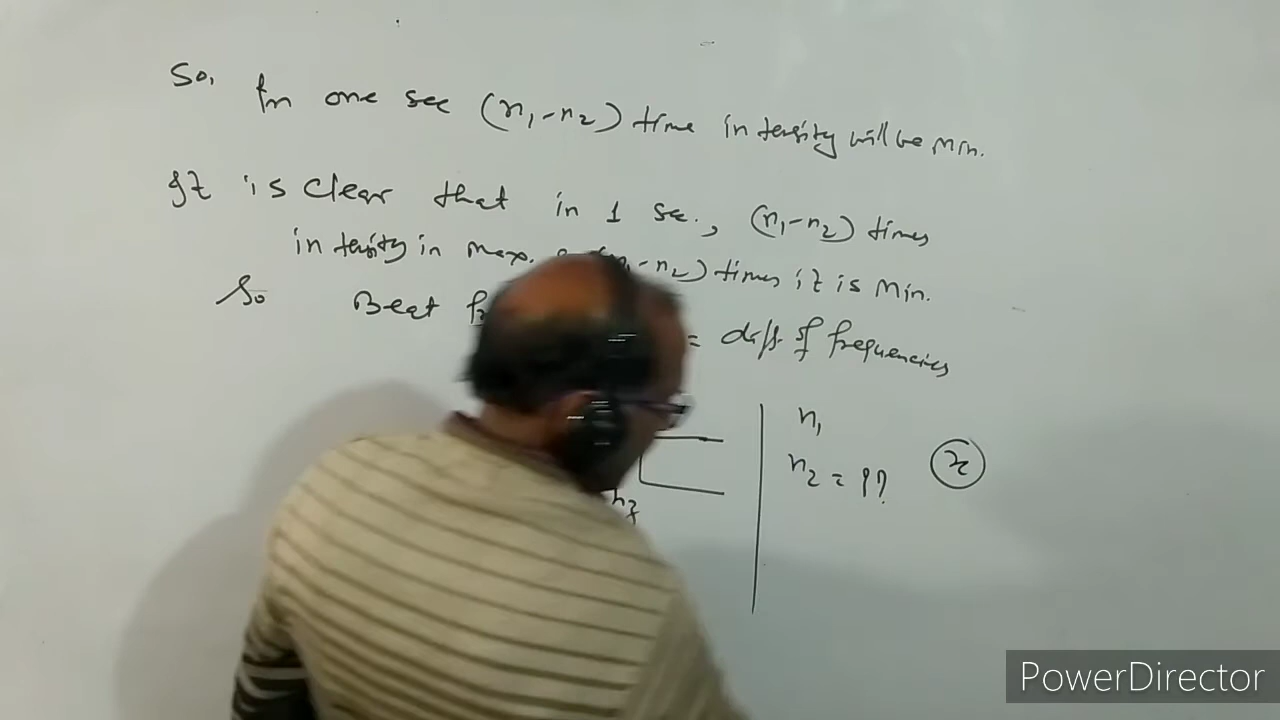 So, In one sec (n₁-n₂) time intensity will be Min.
It is clear that in 1 sec., (n₁-n₂) times
intensity in max. - n₂) times it is Min.
So Beat = diff. of frequencies
n₁
n₂ = ??
x
PowerDirector